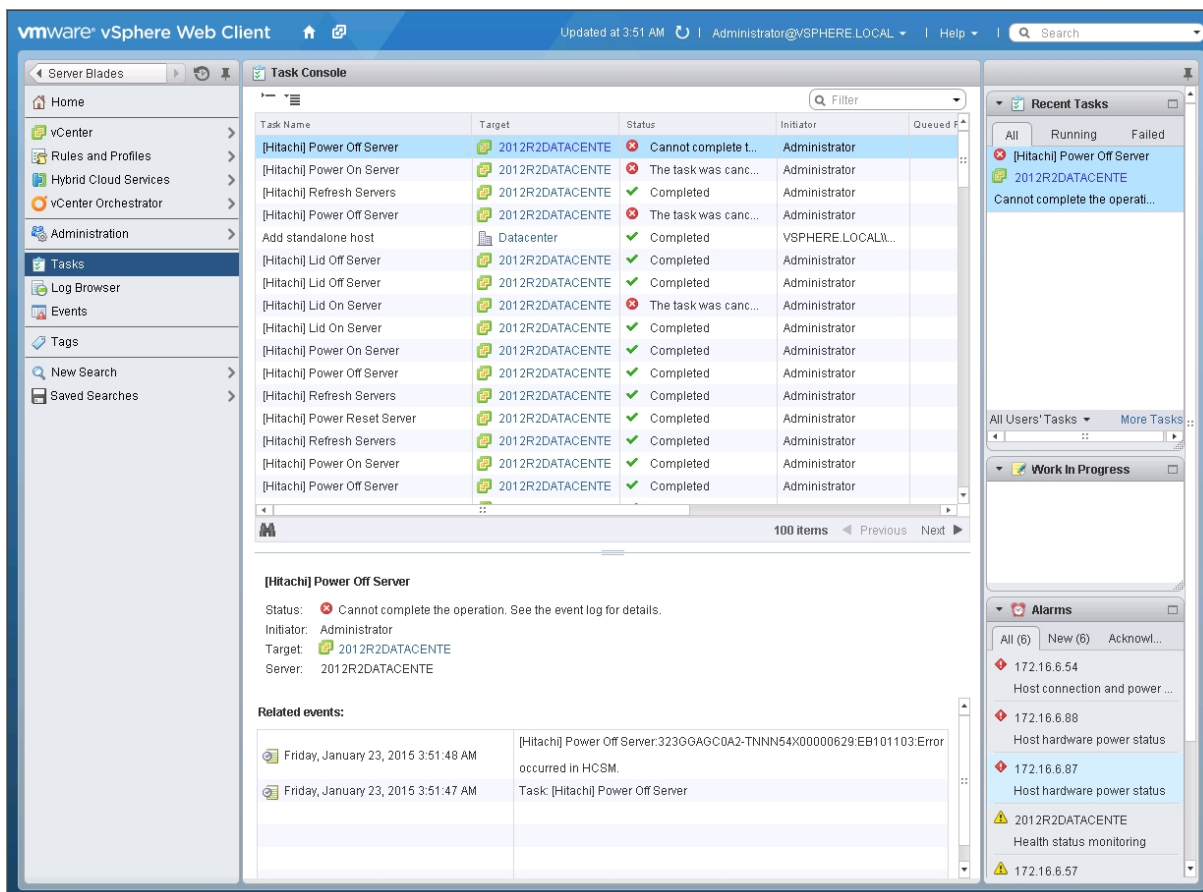 vmware® vSphere Web Client
Updated at 3:51 AM | Administrator@VSPHERE.LOCAL | Help | Search
Server Blades
Home
vCenter
Rules and Profiles
Hybrid Cloud Services
vCenter Orchestrator
Administration
Tasks
Log Browser
Events
Tags
New Search
Saved Searches
Task Console
Filter
Task Name Target Status Initiator Queued F
[Hitachi] Power Off Server 2012R2DATACENTE Cannot complete t... Administrator
[Hitachi] Power On Server 2012R2DATACENTE The task was canc... Administrator
[Hitachi] Refresh Servers 2012R2DATACENTE Completed Administrator
[Hitachi] Power Off Server 2012R2DATACENTE The task was canc... Administrator
Add standalone host Datacenter Completed VSPHERE.LOCAL\\...
[Hitachi] Lid Off Server 2012R2DATACENTE Completed Administrator
[Hitachi] Lid Off Server 2012R2DATACENTE Completed Administrator
[Hitachi] Lid On Server 2012R2DATACENTE The task was canc... Administrator
[Hitachi] Lid On Server 2012R2DATACENTE Completed Administrator
[Hitachi] Power On Server 2012R2DATACENTE Completed Administrator
[Hitachi] Power Off Server 2012R2DATACENTE Completed Administrator
[Hitachi] Refresh Servers 2012R2DATACENTE Completed Administrator
[Hitachi] Power Reset Server 2012R2DATACENTE Completed Administrator
[Hitachi] Refresh Servers 2012R2DATACENTE Completed Administrator
[Hitachi] Power On Server 2012R2DATACENTE Completed Administrator
[Hitachi] Power Off Server 2012R2DATACENTE Completed Administrator
100 items Previous Next
[Hitachi] Power Off Server
Status: Cannot complete the operation. See the event log for details.
Initiator: Administrator
Target: 2012R2DATACENTE
Server: 2012R2DATACENTE
Related events:
Friday, January 23, 2015 3:51:48 AM [Hitachi] Power Off Server:323GGAGC0A2-TNNN54X00000629:EB101103:Error
occurred in HCSM.
Friday, January 23, 2015 3:51:47 AM Task: [Hitachi] Power Off Server
Recent Tasks
All Running Failed
[Hitachi] Power Off Server
2012R2DATACENTE
Cannot complete the operati...
All Users' Tasks More Tasks
Work In Progress
Alarms
All (6) New (6) Acknowl...
172.16.6.54
Host connection and power ...
172.16.6.88
Host hardware power status
172.16.6.87
Host hardware power status
2012R2DATACENTE
Health status monitoring
172.16.6.57